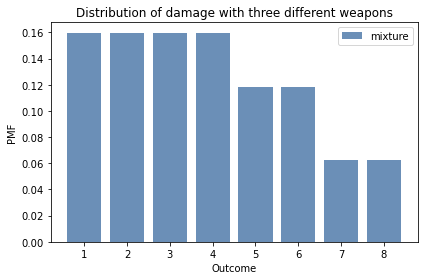 Distribution of damage with three different weapons
mixture
PMF
0.16
0.14
0.12
0.10
0.08
0.06
0.04
0.02
0.00
1 2 3 4 5 6 7 8
Outcome